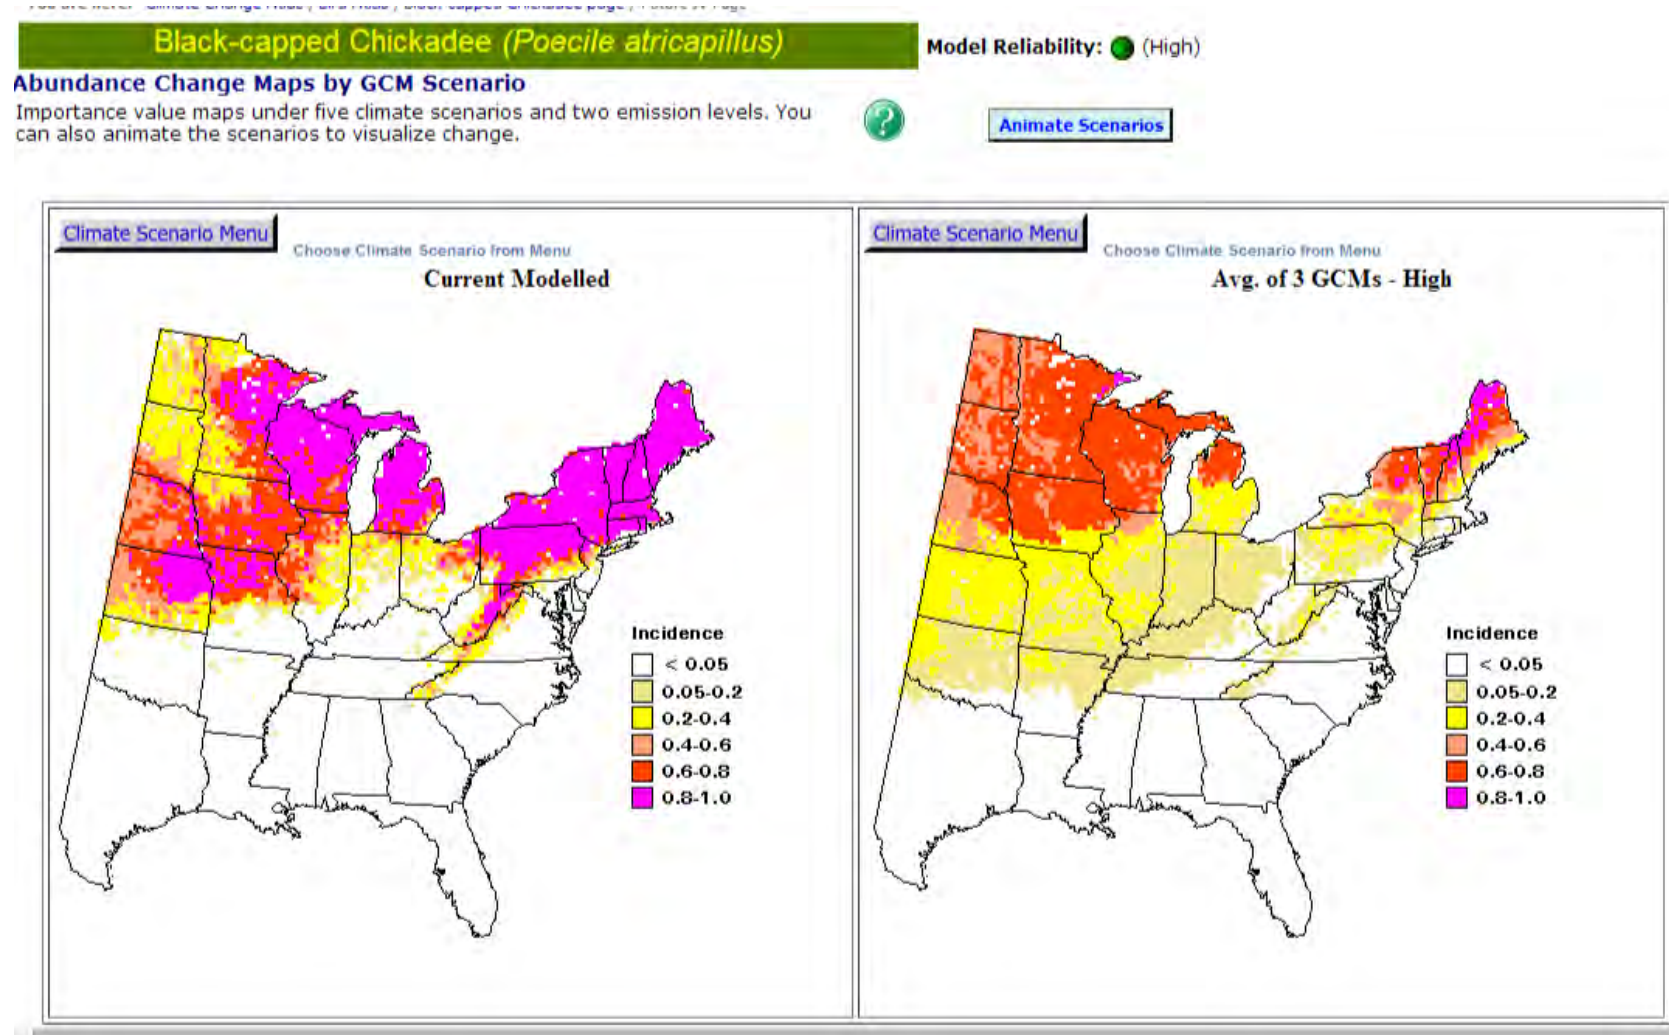 Black-capped Chickadee (Poecile atricapillus)
Model Reliability: (High)
Abundance Change Maps by GCM Scenario
Importance value maps under five climate scenarios and two emission levels. You
can also animate the scenarios to visualize change.
?
Animate Scenarios
Climate Scenario Menu
Choose Climate Scenario from Menu
Current Modelled
Incidence
< 0.05
0.05-0.2
0.2-0.4
0.4-0.6
0.6-0.8
0.8-1.0
Climate Scenario Menu
Choose Climate Scenario from Menu
Avg. of 3 GCMs - High
Incidence
< 0.05
0.05-0.2
0.2-0.4
0.4-0.6
0.6-0.8
0.8-1.0